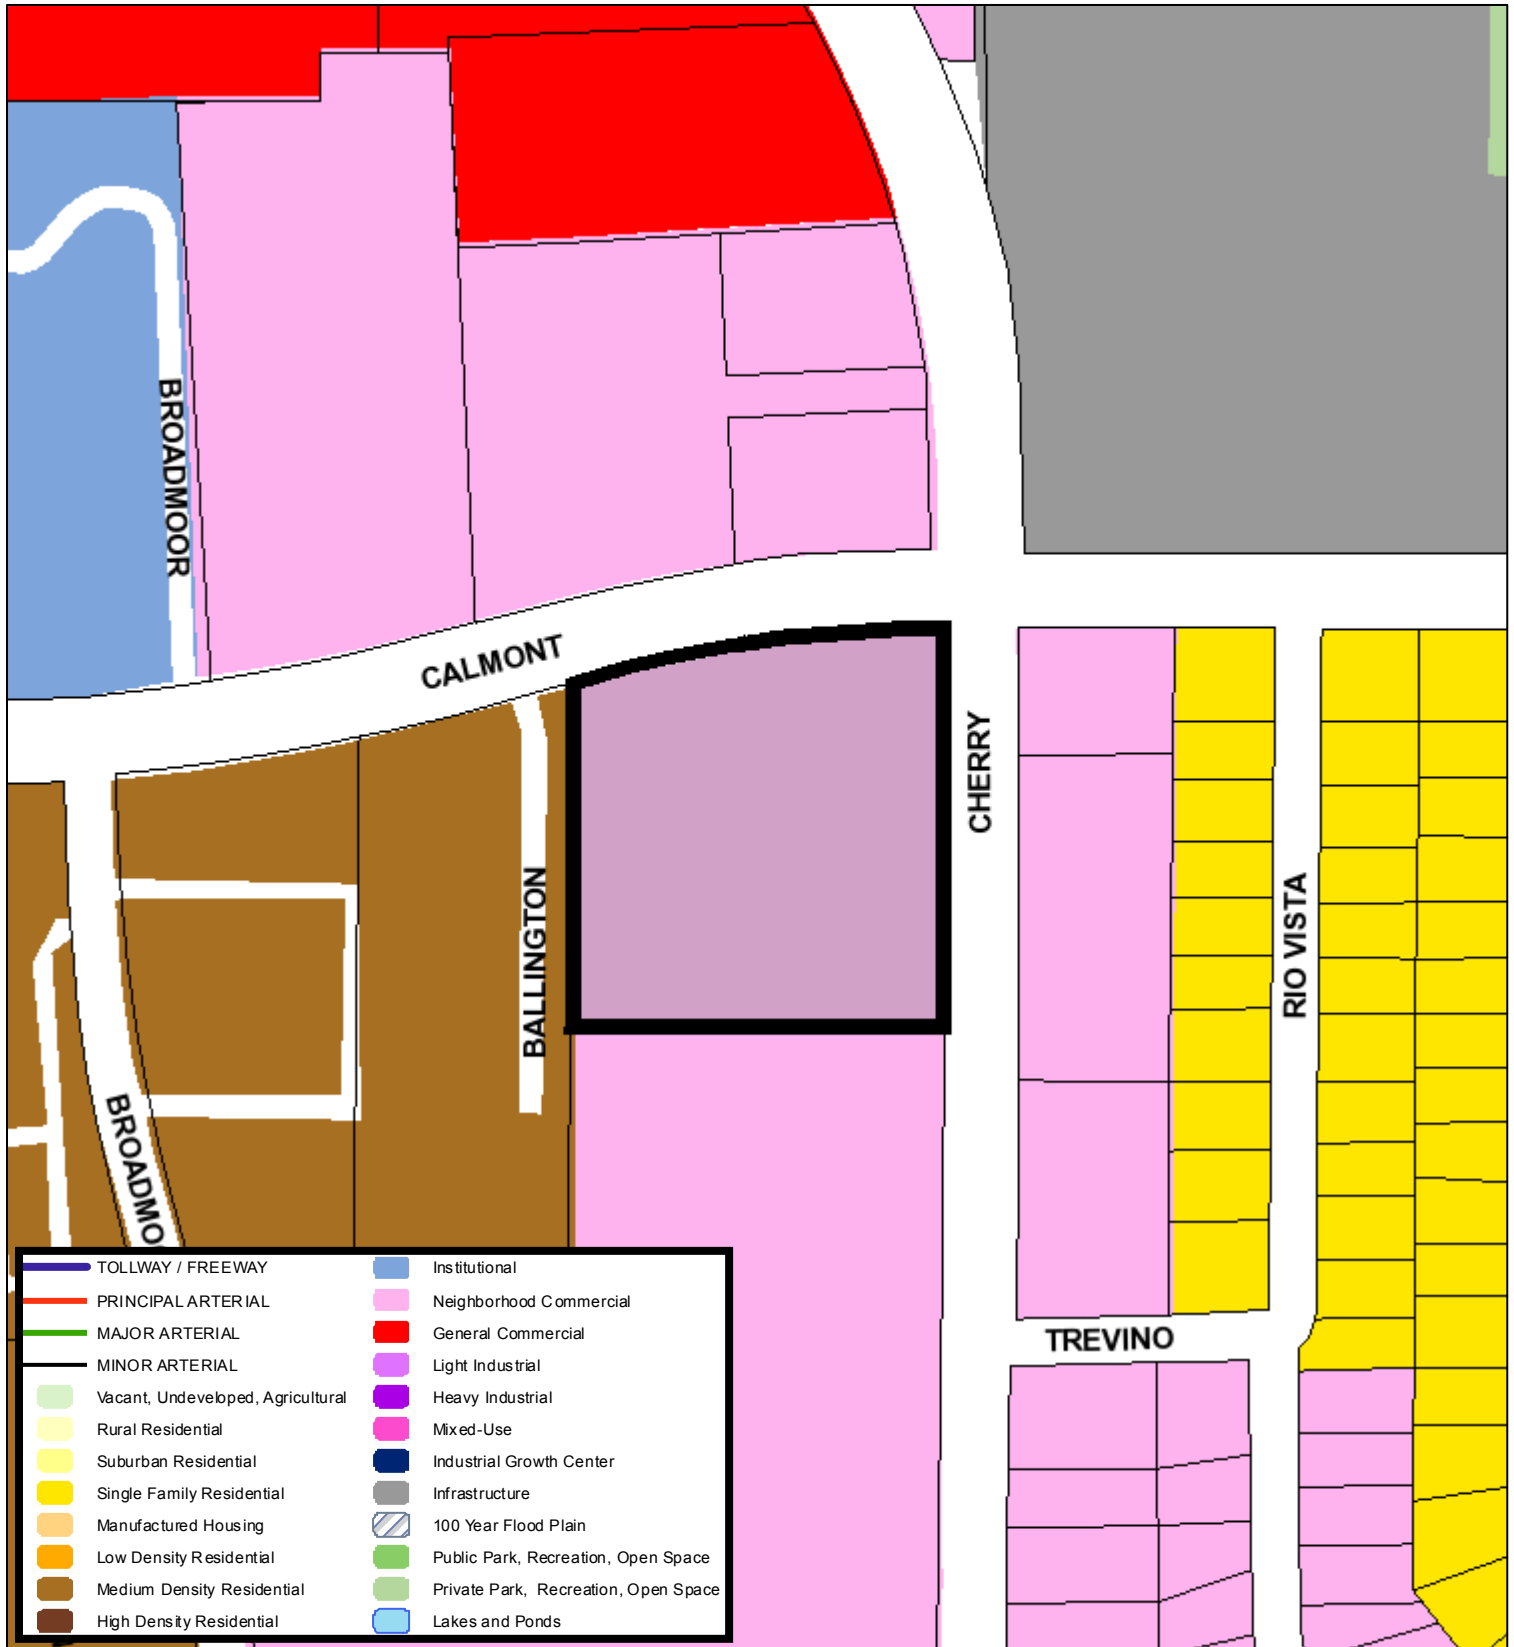 BROADMOOR
CALMONT
CHERRY
BALLINGTON
RIO VISTA
BROADMO
TREVINO
TOLLWAY / FREEWAY
PRINCIPAL ARTERIAL
MAJOR ARTERIAL
MINOR ARTERIAL
Vacant, Undeveloped, Agricultural
Rural Residential
Suburban Residential
Single Family Residential
Manufactured Housing
Low Density Residential
Medium Density Residential
High Density Residential
Institutional
Neighborhood Commercial
General Commercial
Light Industrial
Heavy Industrial
Mixed-Use
Industrial Growth Center
Infrastructure
100 Year Flood Plain
Public Park, Recreation, Open Space
Private Park, Recreation, Open Space
Lakes and Ponds